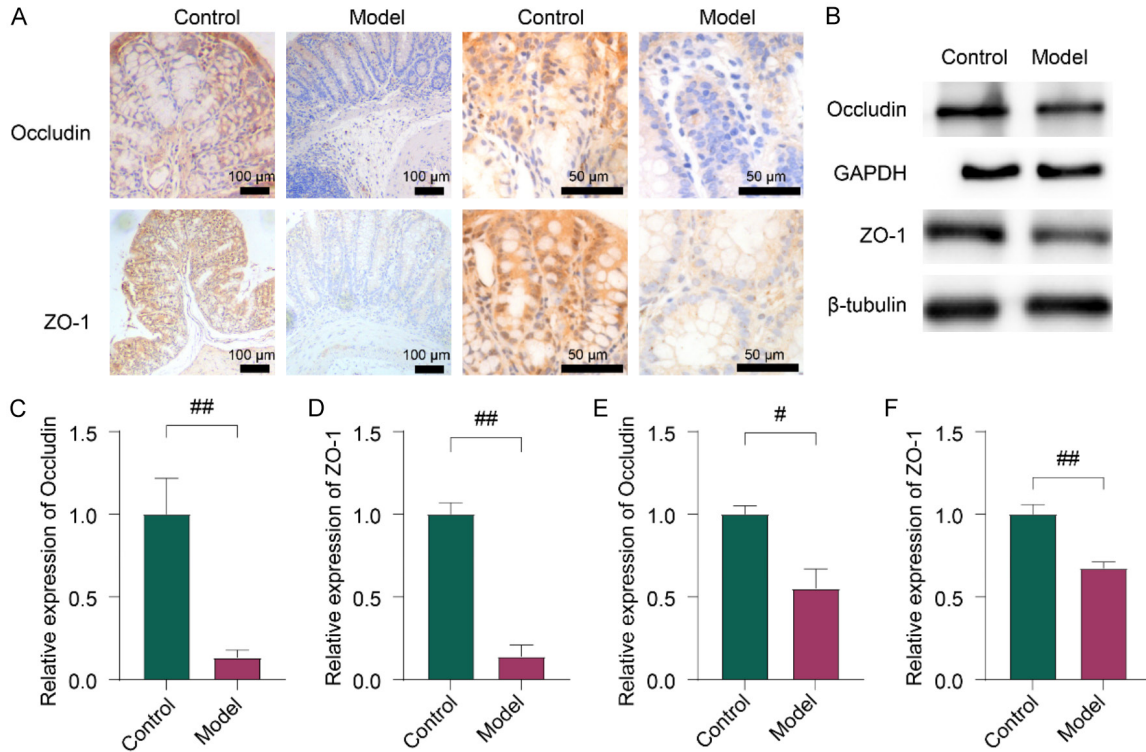 A
Control
Model
Control
Model
Occludin
100 µm
100 µm
50 µm
50 µm
ZO-1
100 µm
100 µm
50 µm
50 µm
B
Control Model
Occludin
GAPDH
ZO-1
β-tubulin
C
##
Relative expression of Occludin
1.5
1.0
0.5
0.0
Control
Model
D
##
Relative expression of ZO-1
1.5
1.0
0.5
0.0
Control
Model
E
#
Relative expression of Occludin
1.5
1.0
0.5
0.0
Control
Model
F
##
Relative expression of ZO-1
1.5
1.0
0.5
0.0
Control
Model